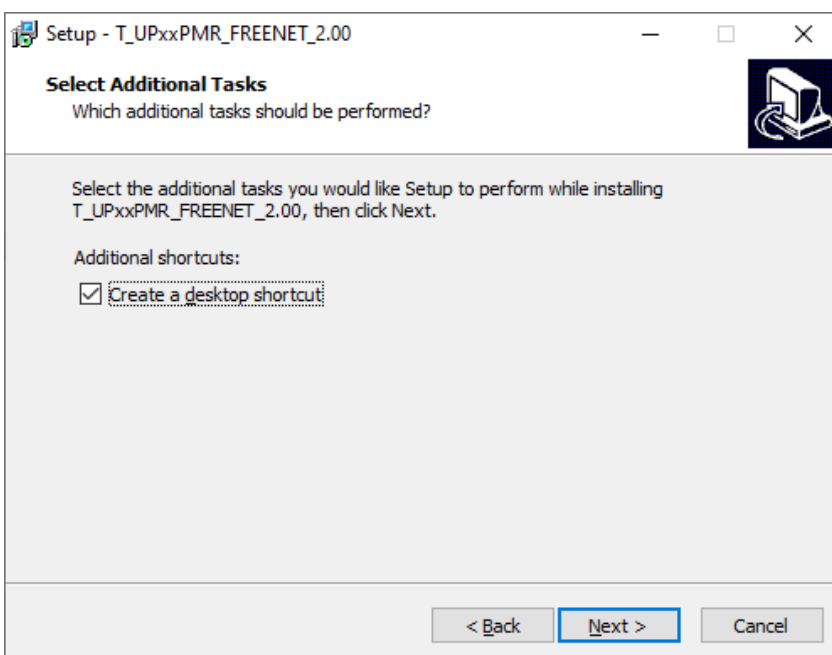 Setup - T_UPxxPMR_FREENET_2.00
Select Additional Tasks
Which additional tasks should be performed?
Select the additional tasks you would like Setup to perform while installing
T_UPxxPMR_FREENET_2.00, then click Next.
Additional shortcuts:
Create a desktop shortcut
< Back
Next >
Cancel